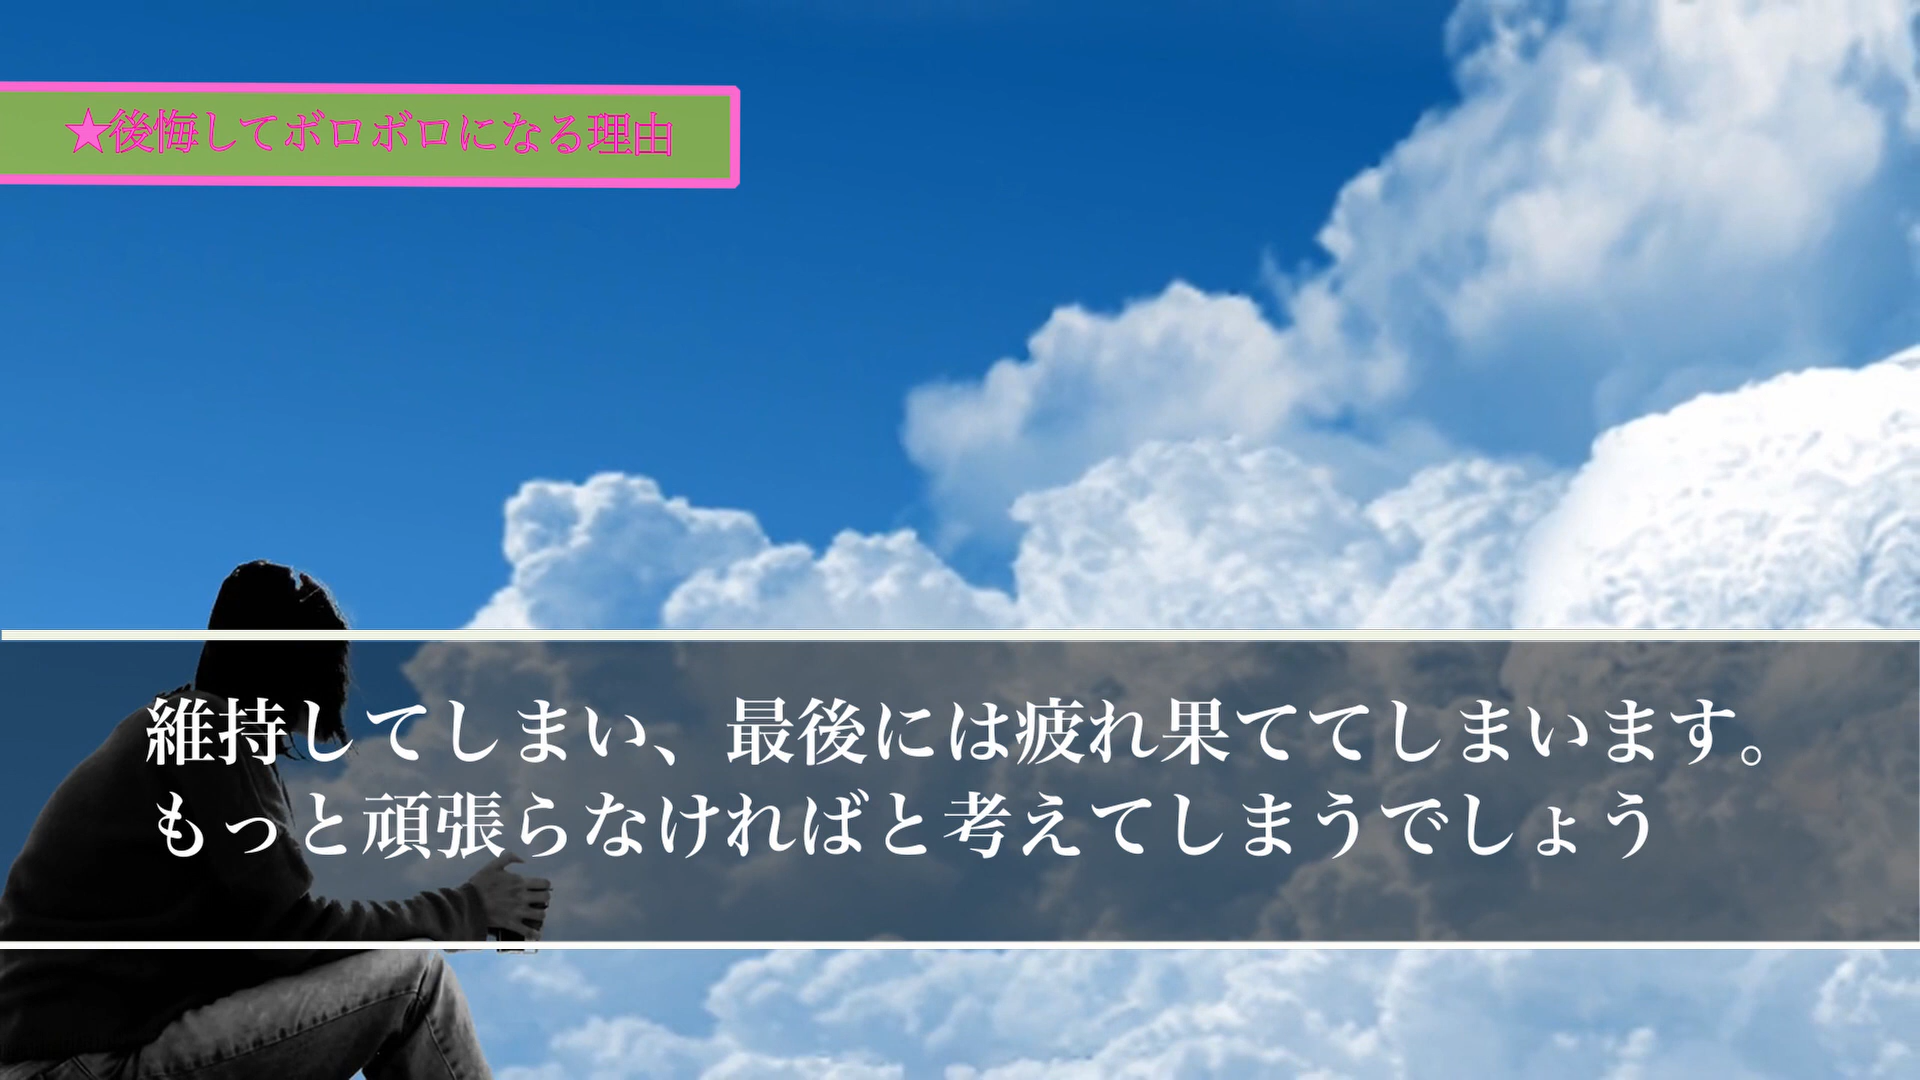 ★後悔してボロボロになる理由
維持してしまい、最後には疲れ果ててしまいます。
もっと頑張らなければと考えてしまうでしょう